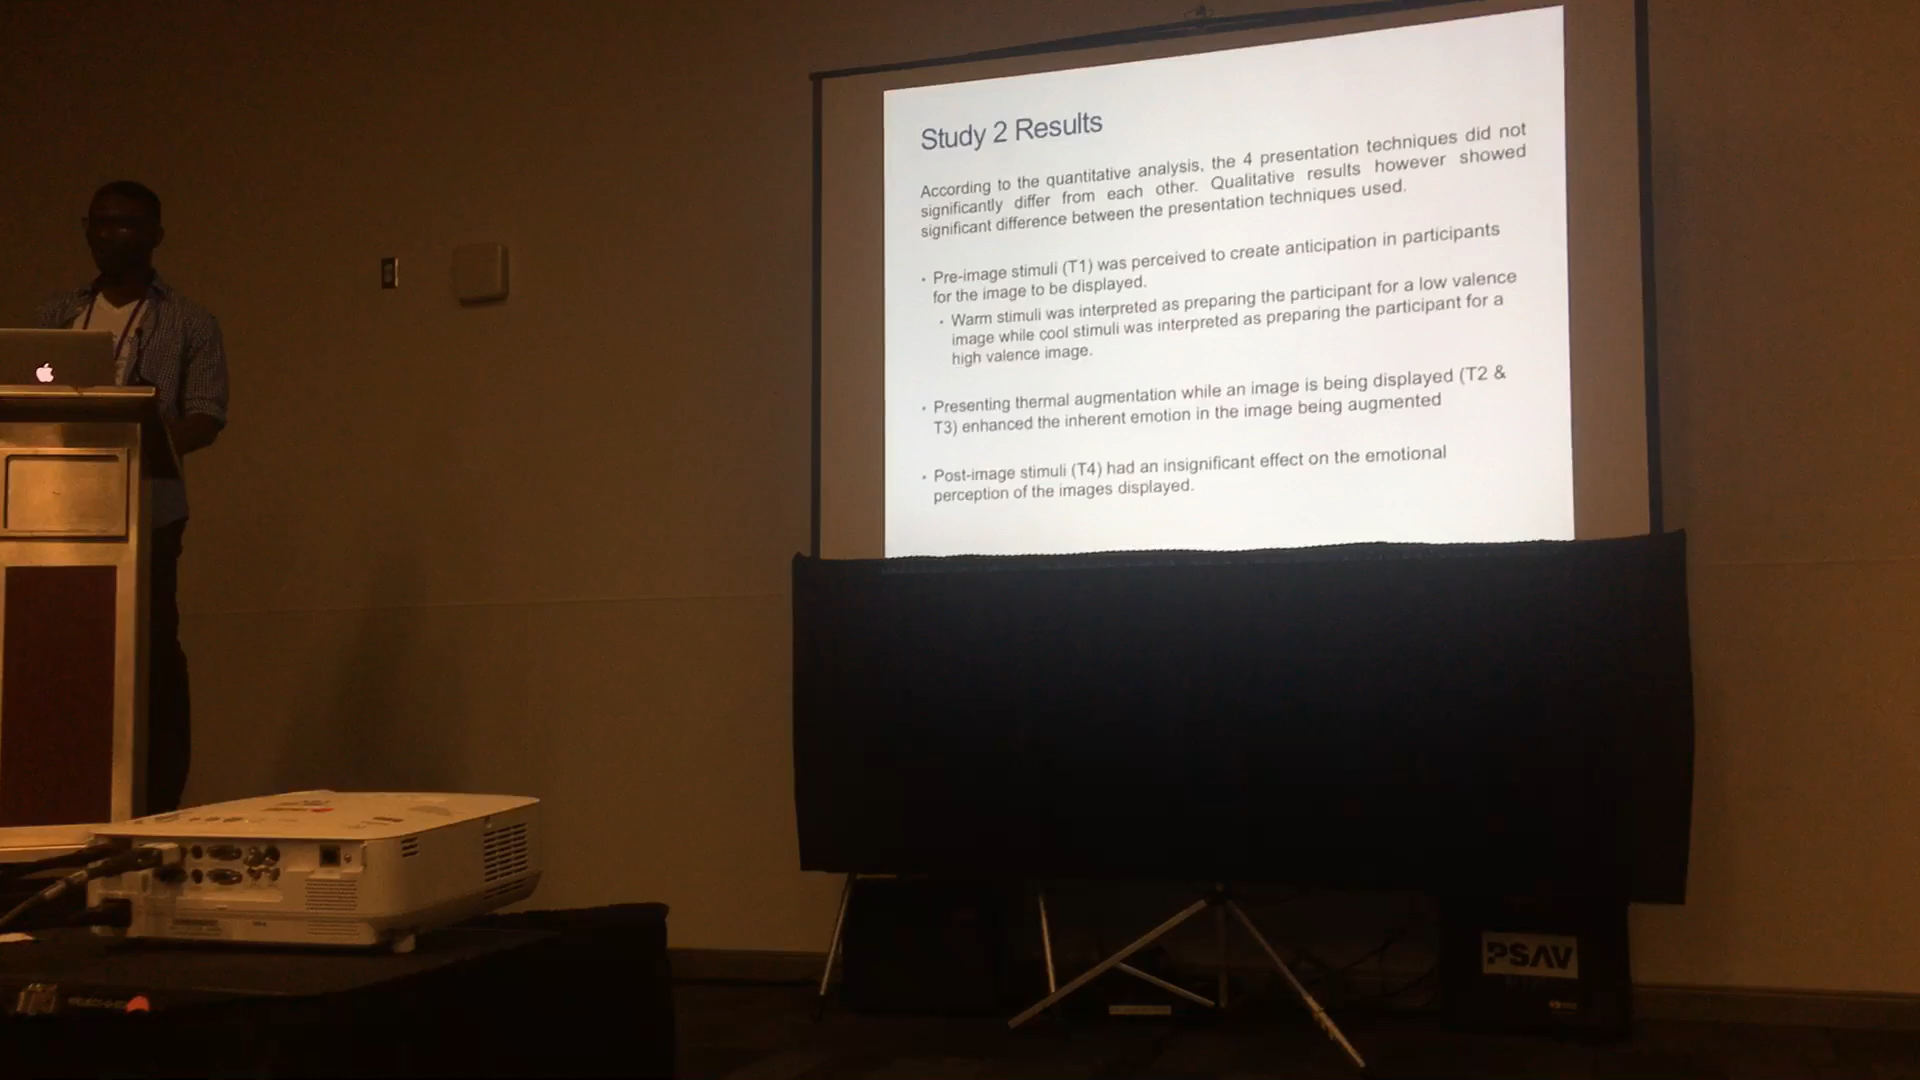 Study 2 Results
According to the quantitative analysis, the 4 presentation techniques did not
significantly differ from each other. Qualitative results however showed
significant difference between the presentation techniques used.
• Pre-image stimuli (T1) was perceived to create anticipation in participants
for the image to be displayed.
• Warm stimuli was interpreted as preparing the participant for a low valence
image while cool stimuli was interpreted as preparing the participant for a
high valence image.
• Presenting thermal augmentation while an image is being displayed (T2 &
T3) enhanced the inherent emotion in the image being augmented
• Post-image stimuli (T4) had an insignificant effect on the emotional
perception of the images displayed.
PSAV